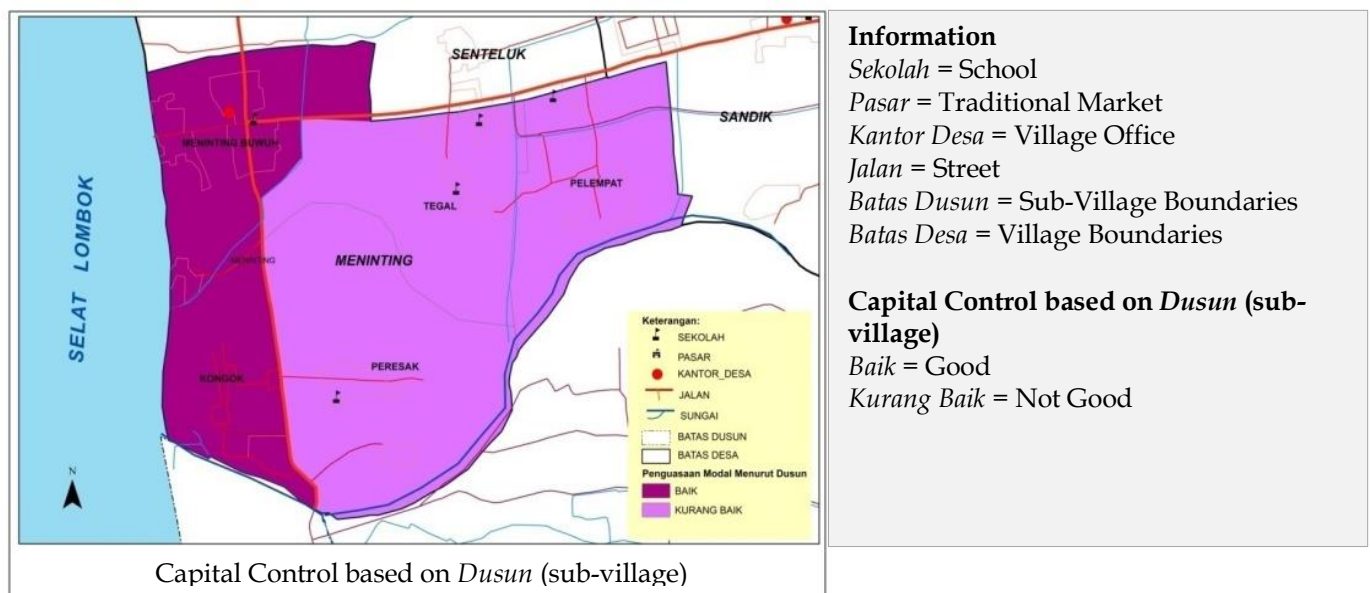 SENTELUK
SANDIK
MENINTING BUWUH
PELEMPAT
TEGAL
SELAT LOMBOK
MENINTING
MENINTING
PERESAK
KONGOK
N
Keterangan:
SEKOLAH
PASAR
KANTOR_DESA
JALAN
SUNGAI
BATAS DUSUN
BATAS DESA
Penguasaan Modal Menurut Dusun
BAIK
KURANG BAIK
Capital Control based on Dusun (sub-village)
Information
Sekolah = School
Pasar = Traditional Market
Kantor Desa = Village Office
Jalan = Street
Batas Dusun = Sub-Village Boundaries
Batas Desa = Village Boundaries
Capital Control based on Dusun (sub-
village)
Baik = Good
Kurang Baik = Not Good